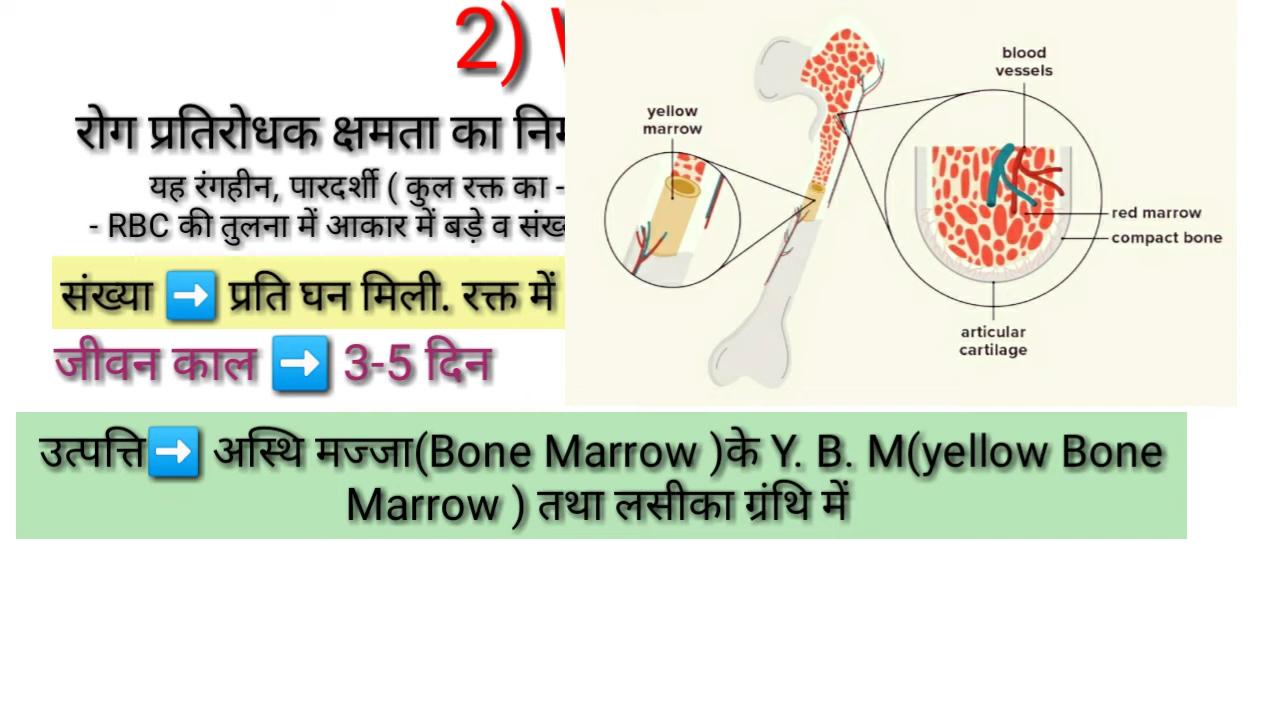 2)
रोग प्रतिरोधक क्षमता का
यह रंगहीन, पारदर्शी ( कुल रक्त का -
- RBC की तुलना में आकार में बड़े व
संख्या ➡️ प्रति घन मिली. रक्त में
जीवन काल ➡️ 3-5 दिन
yellow
marrow
blood
vessels
red marrow
compact bone
articular
cartilage
उत्पत्ति➡️ अस्थि मज्जा(Bone Marrow )के Y. B. M(yellow Bone
Marrow ) तथा लसीका ग्रंथि में